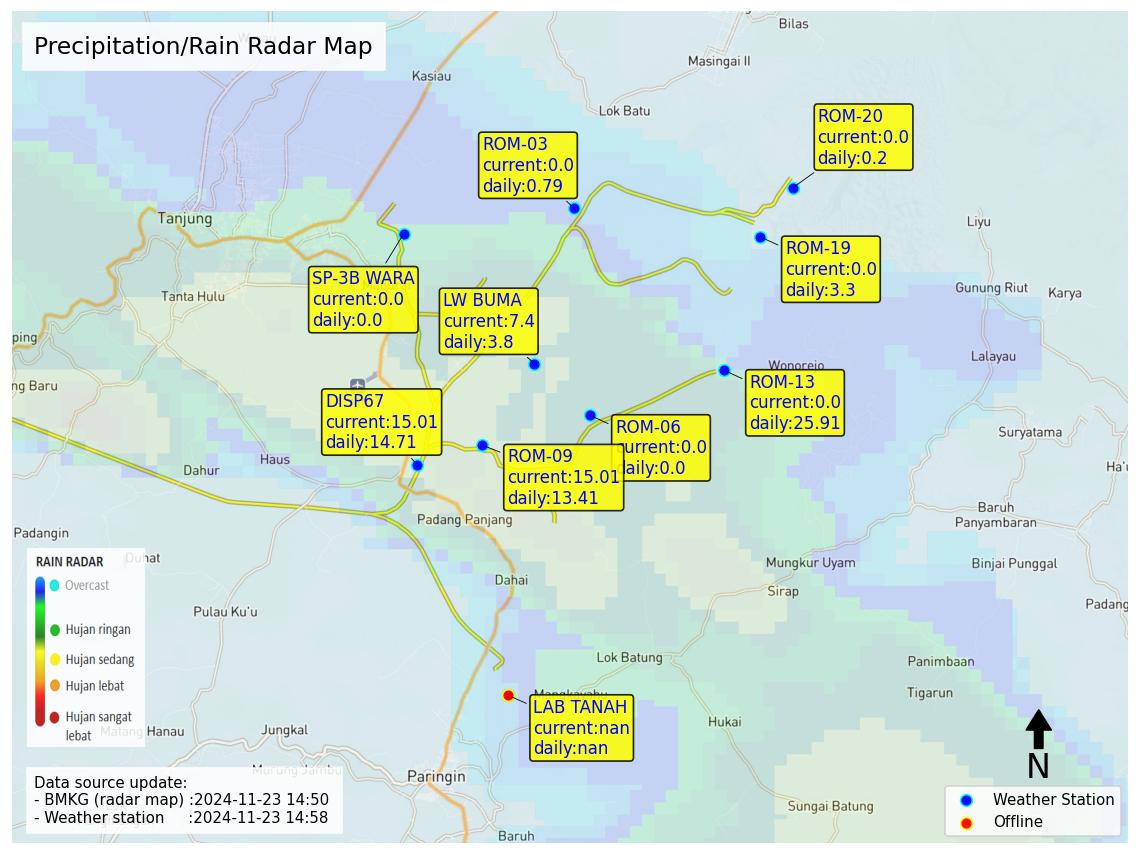 Precipitation/Rain Radar Map
Bilas
Masingai II
Kasiau
Lok Batu
ROM-20
current:0.0
daily:0.2
ROM-03
current:0.0
daily:0.79
Tanjung
Liyu
ROM-19
current:0.0
daily:3.3
SP-3B WARA
current:0.0
daily:0.0
Tanta Hulu
LW BUMA
current:7.4
daily:3.8
Gunung Riut
Karya
ping
Lalayau
Wonorejo
ng Baru
ROM-13
current:0.0
daily:25.91
DISP67
current:15.01
daily:14.71
ROM-06
current:0.0
daily:0.0
Suryatama
ROM-09
current:15.01
daily:13.41
Haus
Dahur
Ha'u
Baruh
Panyambaran
Padang Panjang
Padangin
Duhat
Binjai Punggal
Mungkur Uyam
Dahai
Sirap
Padang
Pulau Ku'u
RAIN RADAR
Overcast
Hujan ringan
Hujan sedang
Hujan lebat
Hujan sangat
lebat
Lok Batung
Panimbaan
Tigarun
Mangkayahu
LAB TANAH
current:nan
daily:nan
Hukai
Matang Hanau
Jungkal
Murung Jambu
Paringin
N
Sungai Batung
Baruh
Data source update:
- BMKG (radar map) :2024-11-23 14:50
- Weather station :2024-11-23 14:58
Weather Station
Offline